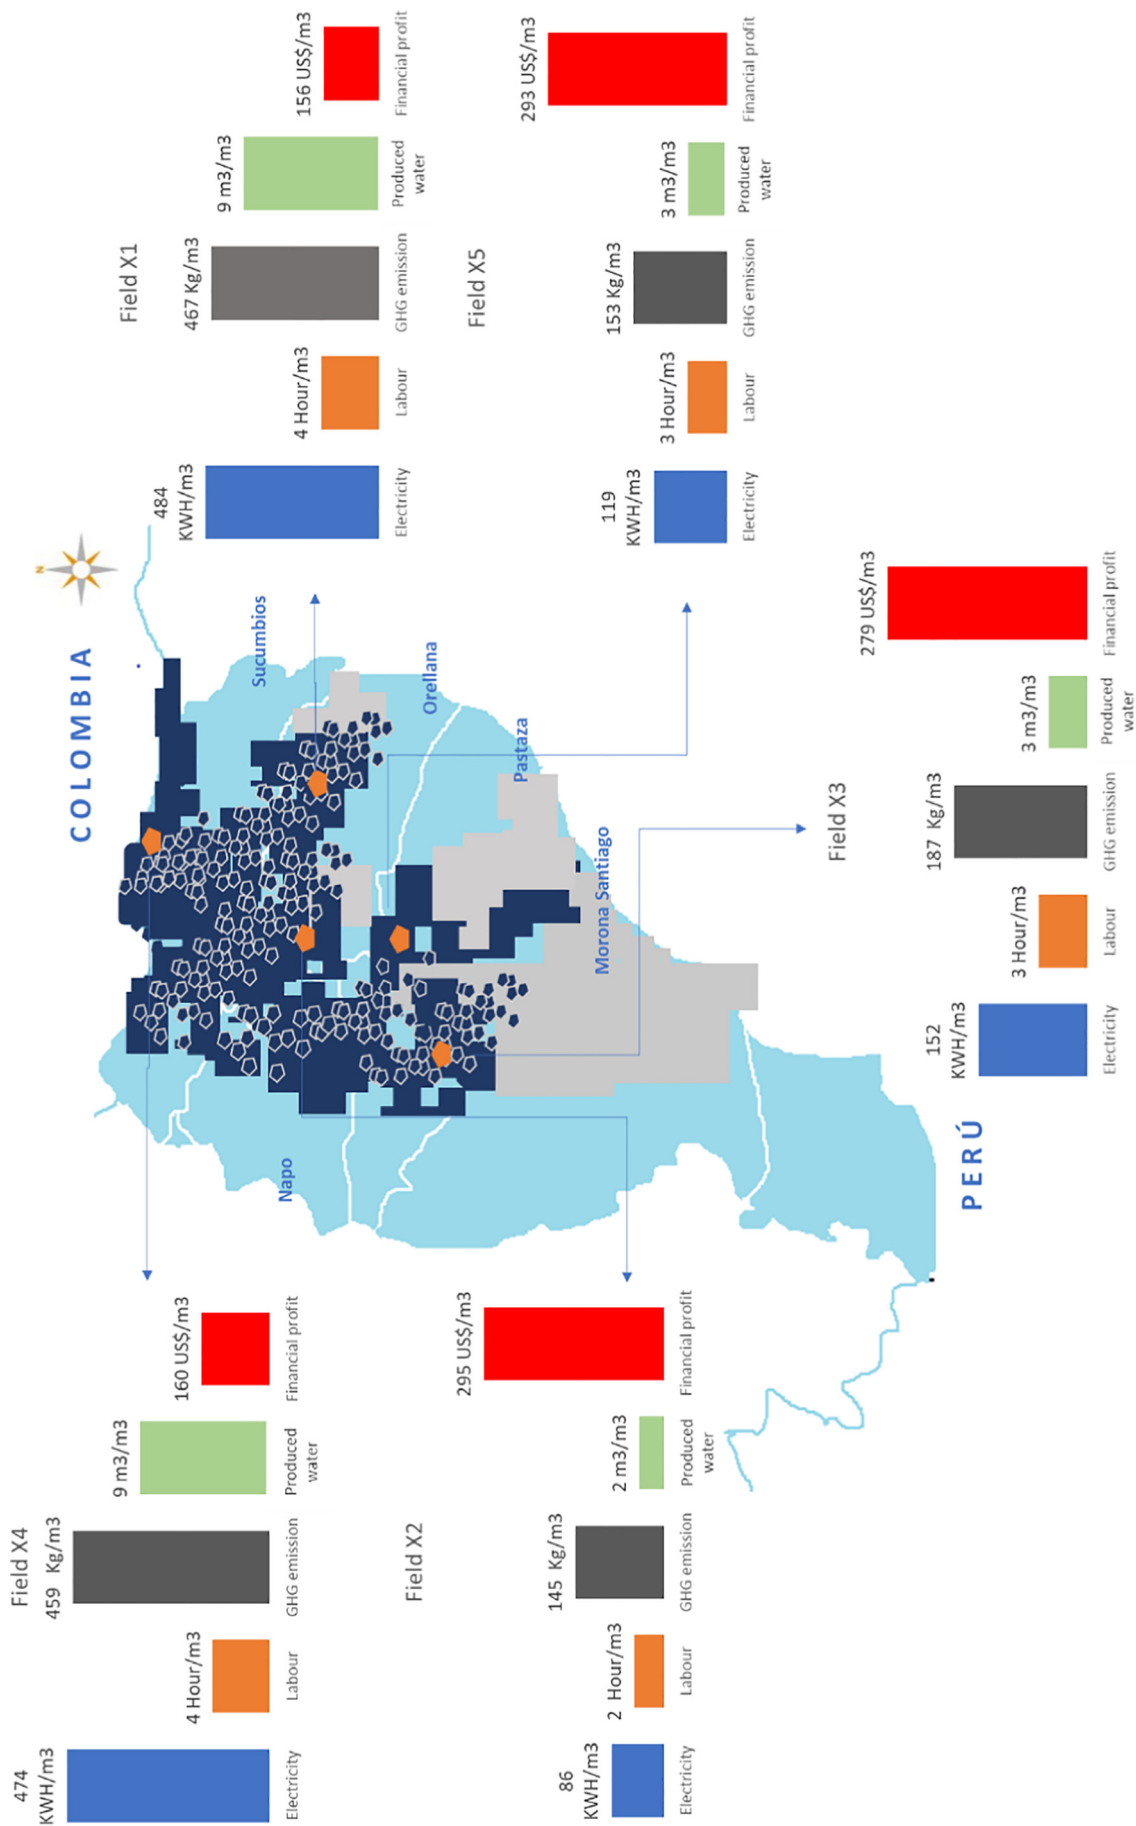 Field X4
474
KWH/m3
4 Hour/m3
459 Kg/m3
9 m3/m3
160 US$/m3
Electricity
Labour
GHG emission
Produced
water
Financial profit
COLOMBIA
N
Field X1
484
KWH/m3
4 Hour/m3
467 Kg/m3
9 m3/m3
156 US$/m3
Electricity
Labour
GHG emission
Produced
water
Financial profit
Sucumbios
Napo
Orellana
Pastaza
Morona Santiago
Field X2
86
KWH/m3
2 Hour/m3
145 Kg/m3
2 m3/m3
295 US$/m3
Electricity
Labour
GHG emission
Produced
water
Financial profit
Field X5
119
KWH/m3
3 Hour/m3
153 Kg/m3
3 m3/m3
293 US$/m3
Electricity
Labour
GHG emission
Produced
water
Financial profit
PERÚ
Field X3
152
KWH/m3
3 Hour/m3
187 Kg/m3
3 m3/m3
279 US$/m3
Electricity
Labour
GHG emission
Produced
water
Financial profit